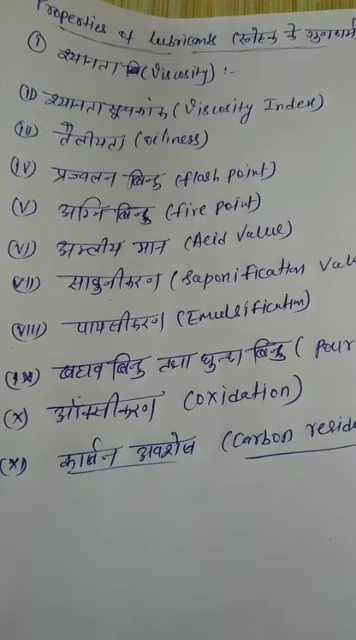 Properties of Lubricants (स्नेहक के गुणधर्म
(i) श्यानता (Viscosity) :-
(ii) श्यानता सूचकांक (Viscosity Index)
(iii) तैलीयता (oiliness)
(iv) प्रज्वलन बिन्दु (flash point)
(v) अग्नि बिन्दु (fire point)
(vi) अम्लीय मान (Acid Value)
(vii) साबुनीकरण (Saponification Val
(viii) पायसीकरण (Emulsification)
(ix) बहाव बिन्दु तथा धुन्ध बिन्दु (Pour
(x) ऑक्सीकरण (oxidation)
(xi) कार्बन अवशेष (Carbon resid